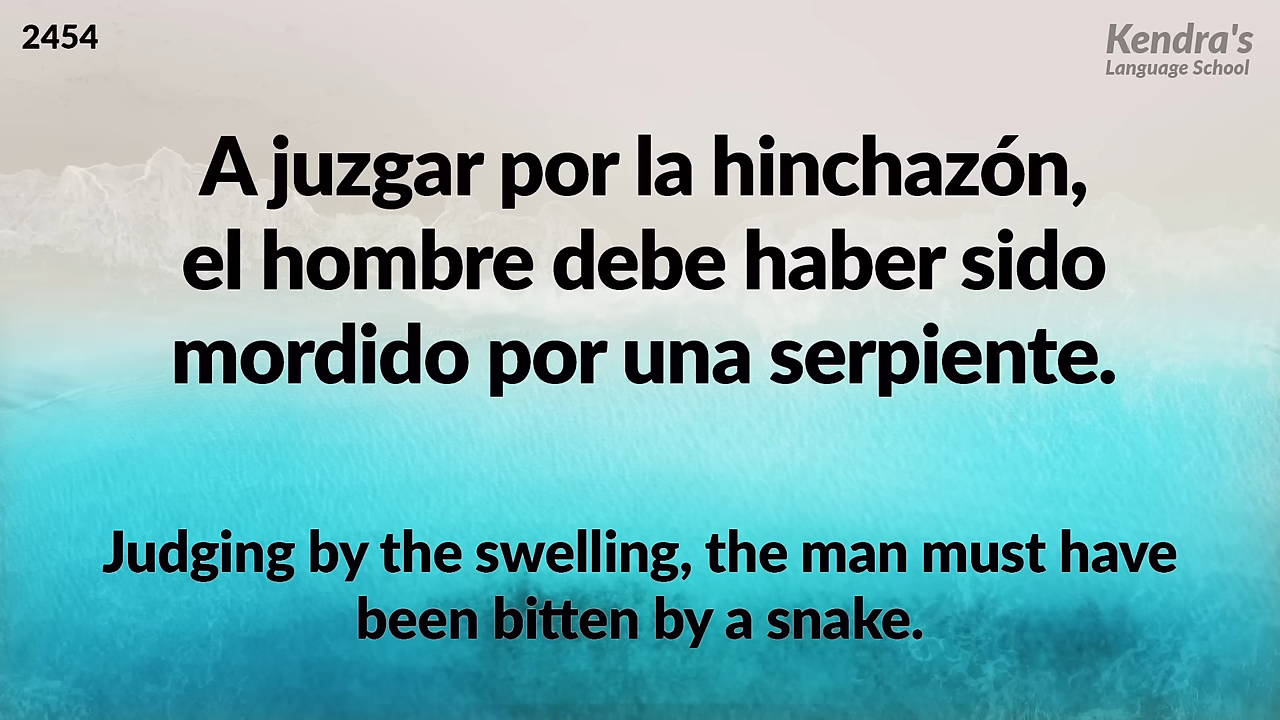 2454
Kendra's
Language School
A juzgar por la hinchazón,
el hombre debe haber sido
mordido por una serpiente.
Judging by the swelling, the man must have
been bitten by a snake.